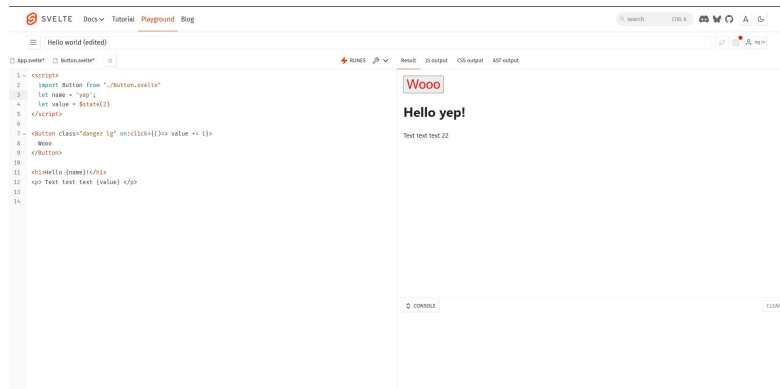 SVELTE Docs Tutorial Playground Blog search CTRL K A
Hello world (edited) log in
App.svelte* Button.svelte* RUNES Result JS output CSS output AST output
1 <script>
2 import Button from "./Button.svelte"
3 let name = 'yep';
4 let value = $state(2)
5 </script>
6
7 <Button class="danger lg" on:click={()=> value += 1}>
8 Wooo
9 </Button>
10
11 <h1>Hello {name}!</h1>
12 <p> Text text text {value} </p>
13
14
Wooo
Hello yep!
Text text text 22
CONSOLE CLEAR